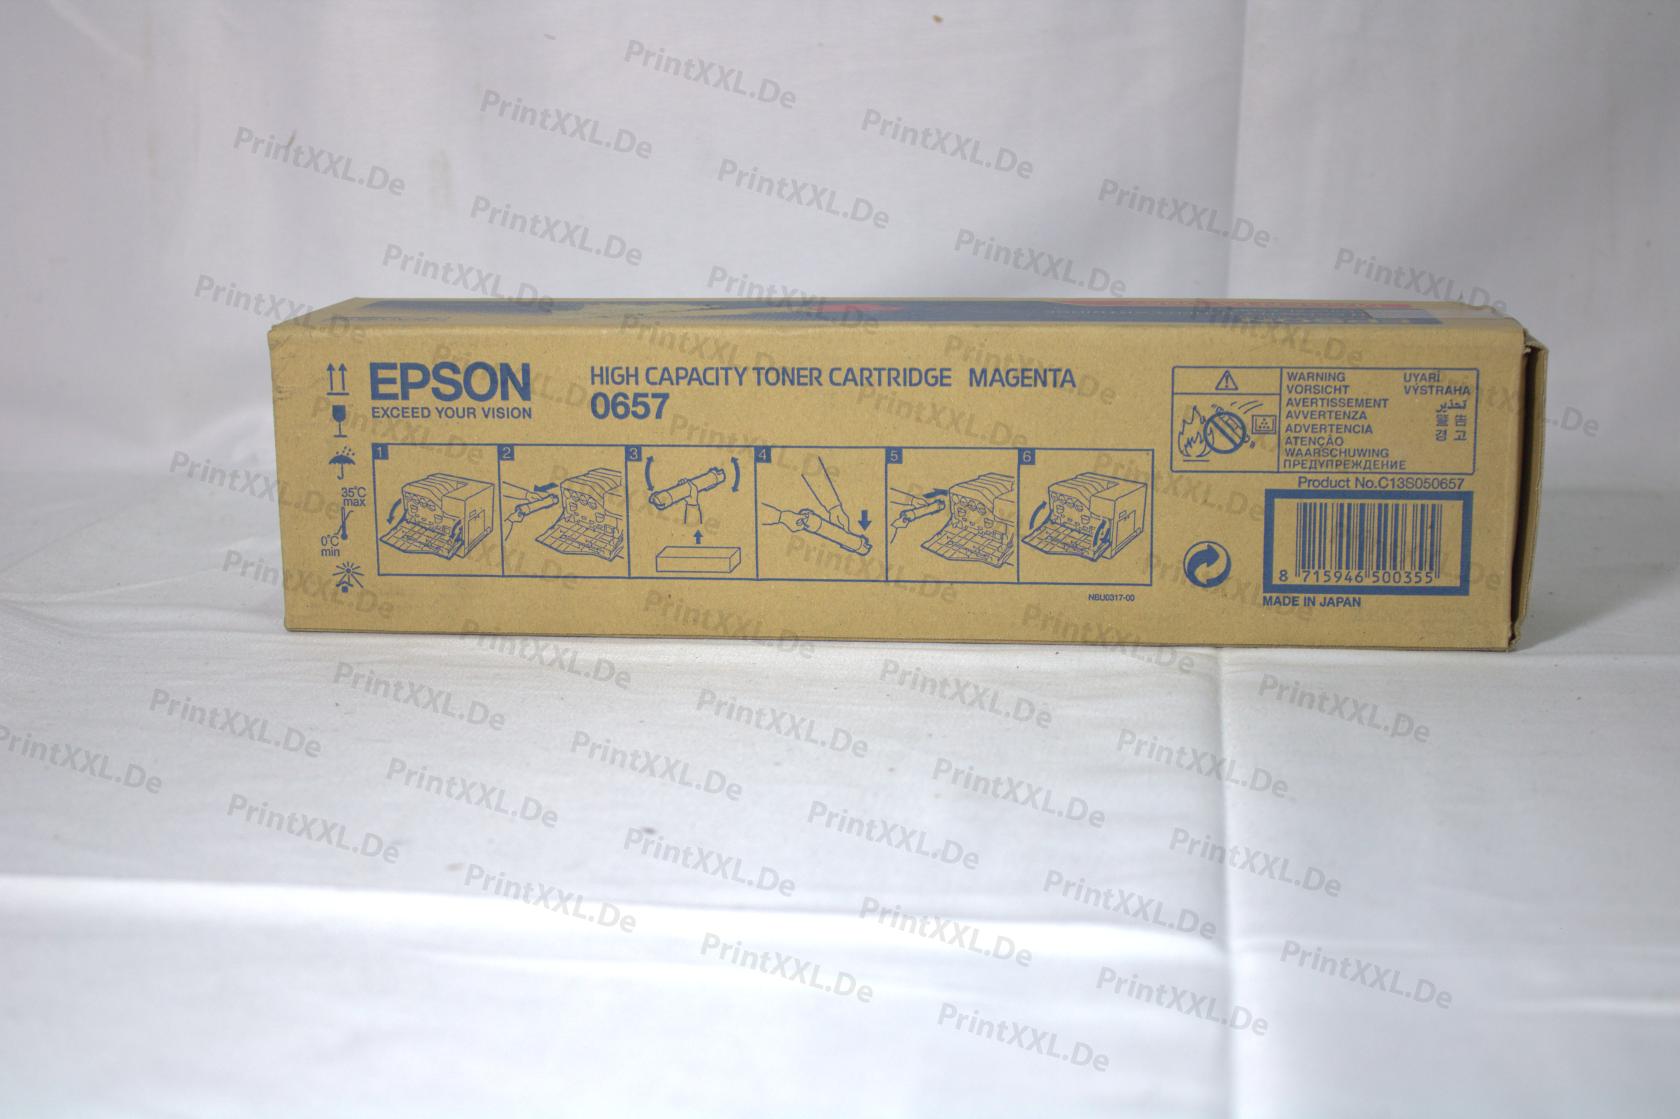 EPSON
EXCEED YOUR VISION
HIGH CAPACITY TONER CARTRIDGE MAGENTA
0657
35°C
max
0°C
min
1
2
3
4
5
6
NBU0317-00
WARNING
VORSICHT
AVERTISSEMENT
AVVERTENZA
ADVERTENCIA
ATENÇÃO
WAARSCHUWING
ПРЕДУПРЕЖДЕНИЕ
UYARİ
VÝSTRAHA
تحذير
警 告
경 고
Product No.C13S050657
8 715946 500355
MADE IN JAPAN
PrintXXL.De